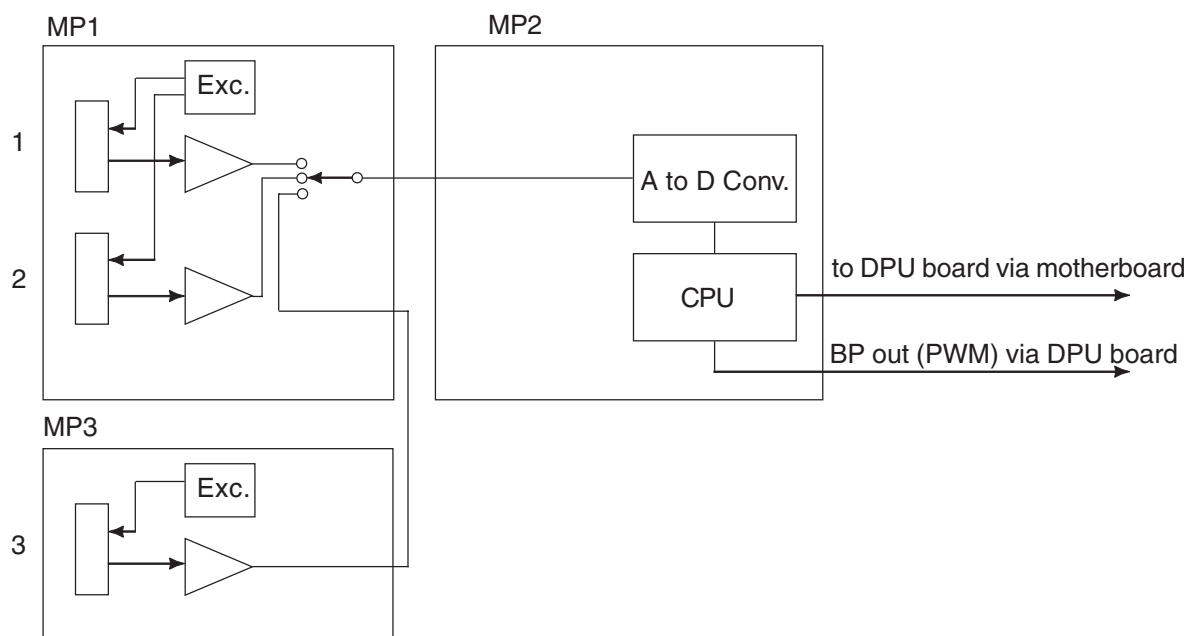 MP1
MP2
Exc.
1
A to D Conv.
2
CPU
to DPU board via motherboard
BP out (PWM) via DPU board
MP3
Exc.
3